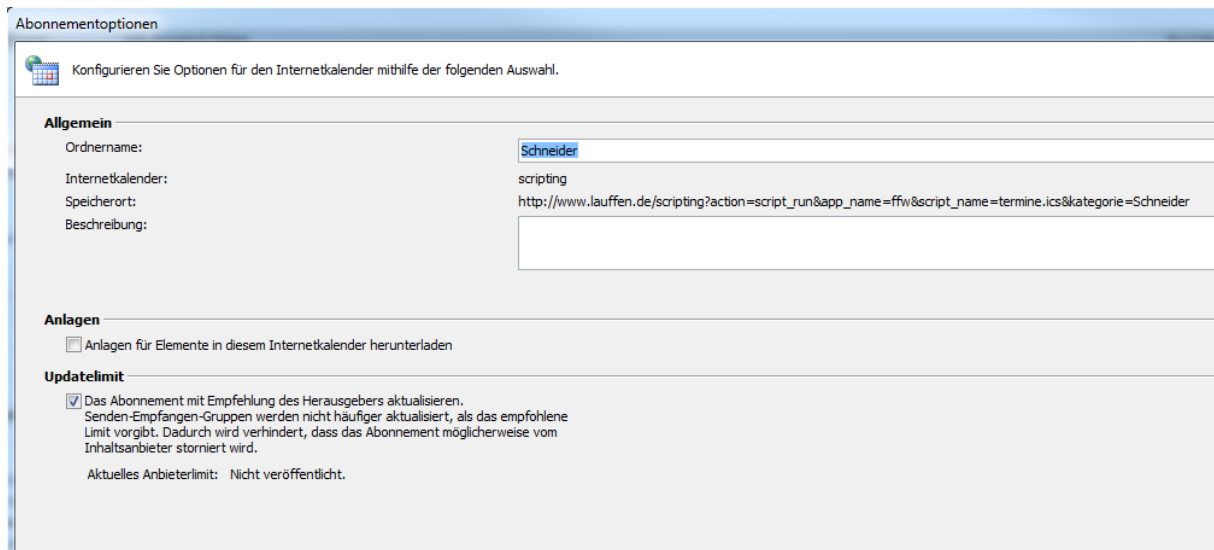 Abonnementoptionen
Konfigurieren Sie Optionen für den Internetkalender mithilfe der folgenden Auswahl.
Allgemein
Ordnername:
Schneider
Internetkalender:
scripting
Speicherort:
http://www.lauffen.de/scripting?action=script_run&app_name=ffw&script_name=termine.ics&kategorie=Schneider
Beschreibung:
Anlagen
Anlagen für Elemente in diesem Internetkalender herunterladen
Updatelimit
Das Abonnement mit Empfehlung des Herausgebers aktualisieren.
Senden-Empfangen-Gruppen werden nicht häufiger aktualisiert, als das empfohlene
Limit vorgibt. Dadurch wird verhindert, dass das Abonnement möglicherweise vom
Inhaltsanbieter storniert wird.
Aktuelles Anbieterlimit: Nicht veröffentlicht.